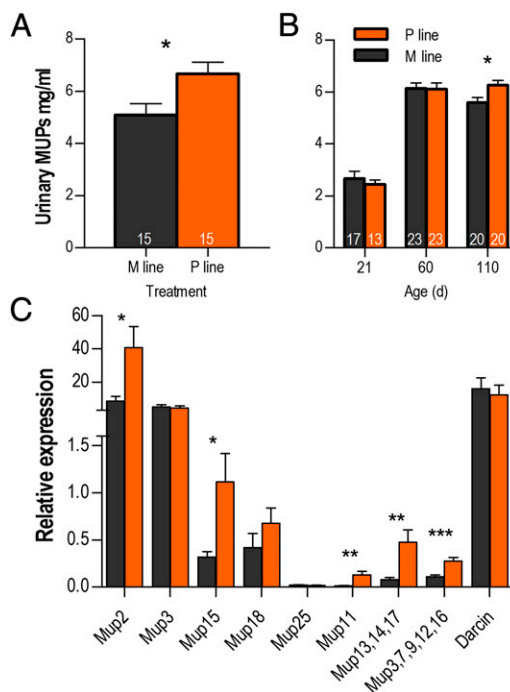 A
Urinary MUPs mg/ml
8
6
4
2
0
*
15
15
M line
P line
Treatment
B
P line
M line
8
6
4
2
0
*
17
13
23
23
20
20
21
60
110
Age (d)
C
Relative expression
60
40
20
1.5
1.0
0.5
0.0
*
*
**
**
***
Mup2
Mup3
Mup15
Mup18
Mup25
Mup11
Mup13,14,17
Mup3,7,9,12,16
Darcin